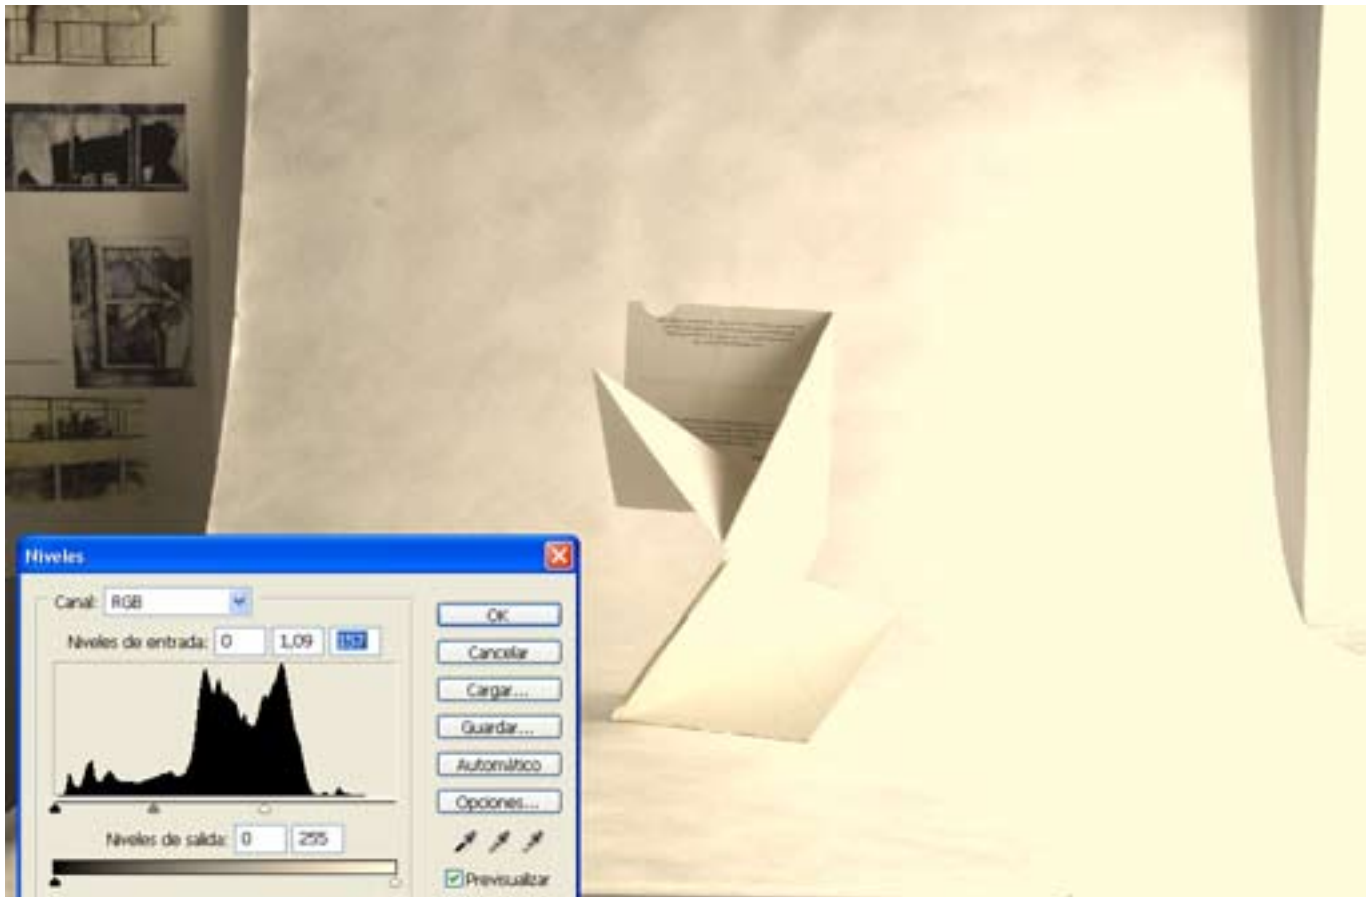 Niveles
Canal: RGB
Niveles de entrada: 0 1,09 157
OK
Cancelar
Cargar...
Guardar...
Automático
Opciones...
Niveles de salida: 0 255
Previsualizar